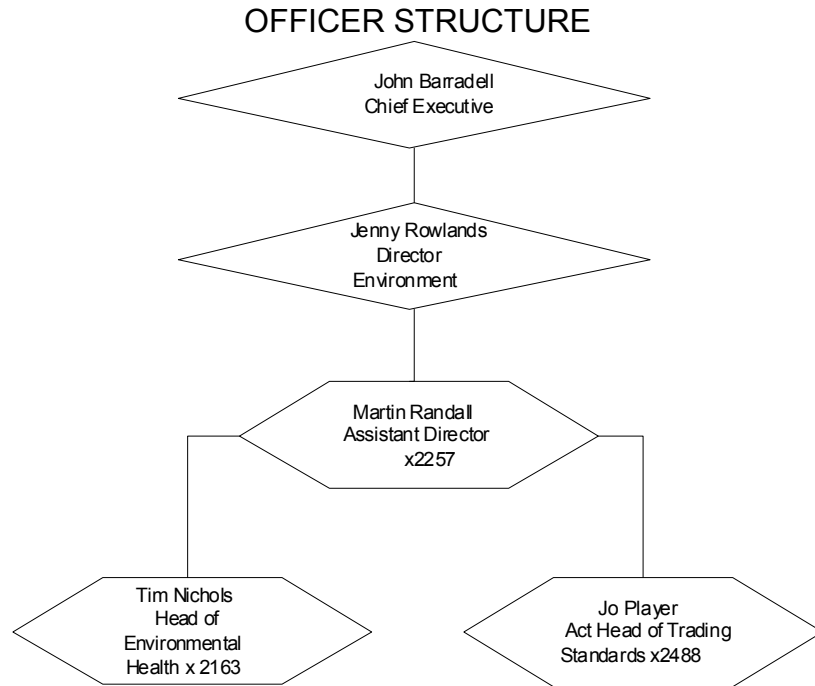 OFFICER STRUCTURE
John Barradell
Chief Executive
Jenny Rowlands
Director
Environment
Martin Randall
Assistant Director
x2257
Tim Nichols
Head of
Environmental
Health x 2163
Jo Player
Act Head of Trading
Standards x2488